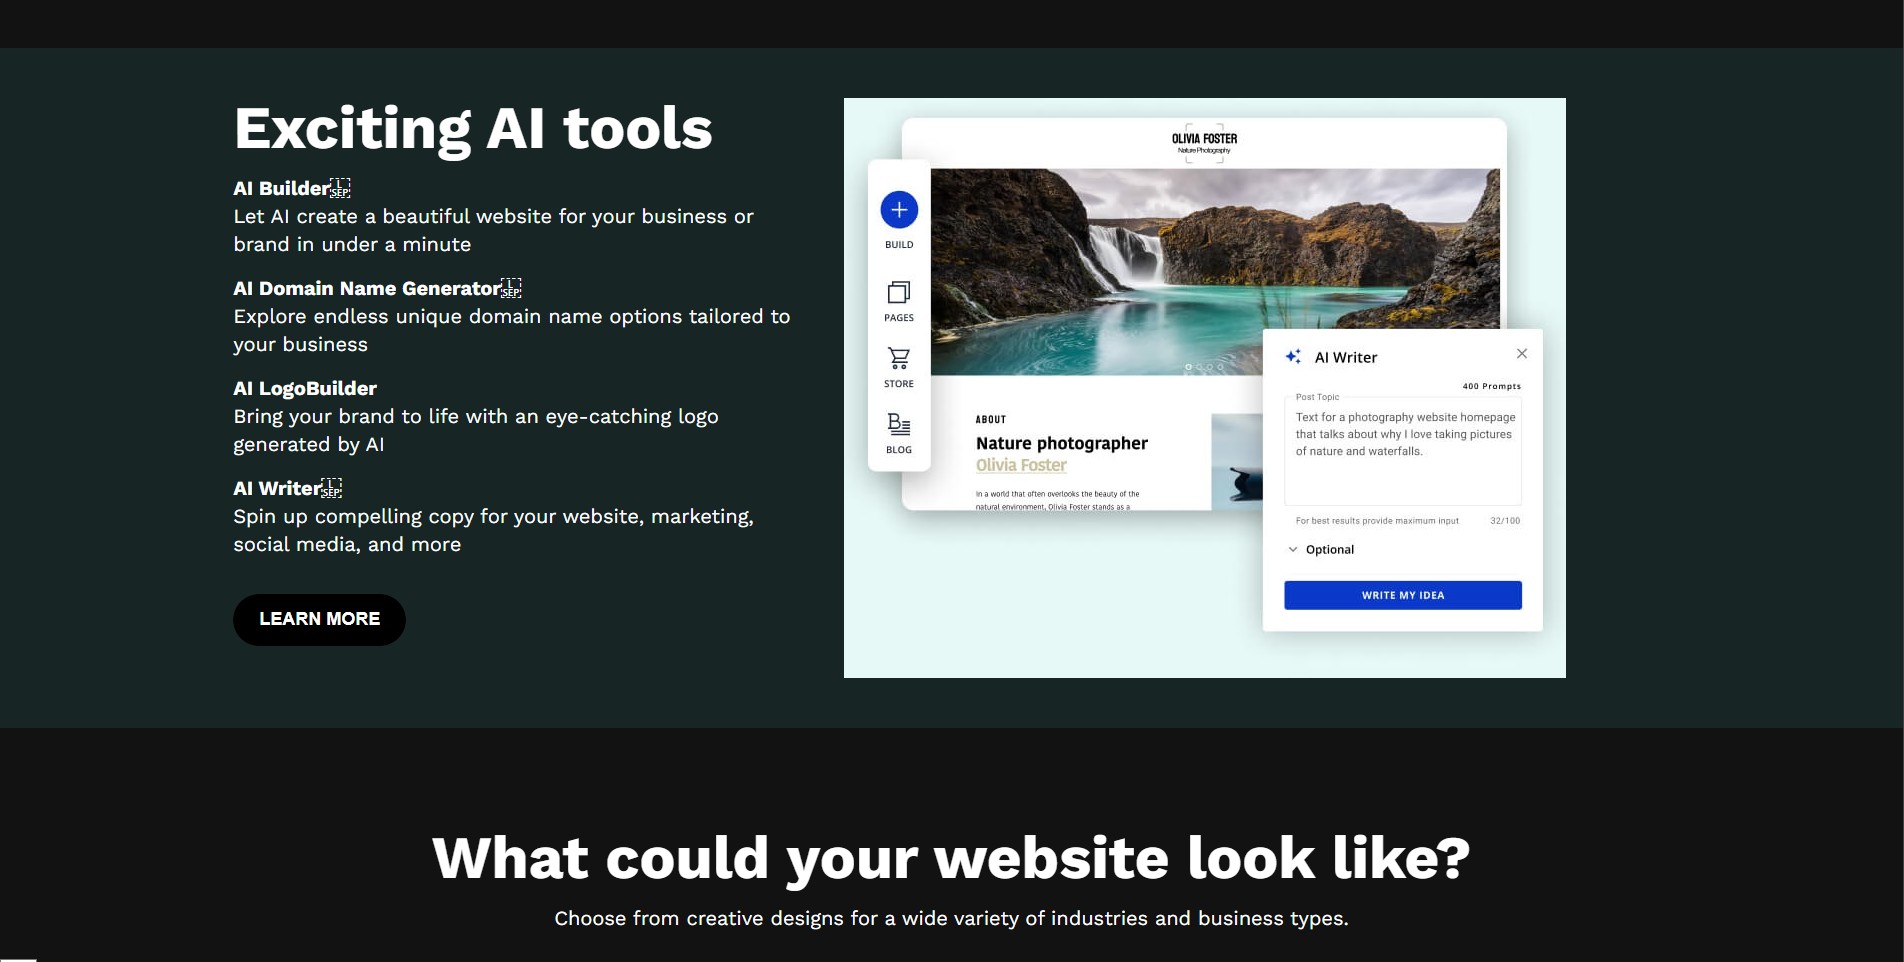 Exciting AI tools
AI Builder
Let AI create a beautiful website for your business or
brand in under a minute
AI Domain Name Generator
Explore endless unique domain name options tailored to
your business
AI LogoBuilder
Bring your brand to life with an eye-catching logo
generated by AI
AI Writer
Spin up compelling copy for your website, marketing,
social media, and more
LEARN MORE
OLIVIA FOSTER
Nature Photography
BUILD
PAGES
STORE
BLOG
ABOUT
Nature photographer
Olivia Foster
In a world that often overlooks the beauty of the
natural environment, Olivia Foster stands as a
AI Writer
400 Prompts
Post Topic
Text for a photography website homepage
that talks about why I love taking pictures
of nature and waterfalls.
For best results provide maximum input 32/100
Optional
WRITE MY IDEA
What could your website look like?
Choose from creative designs for a wide variety of industries and business types.